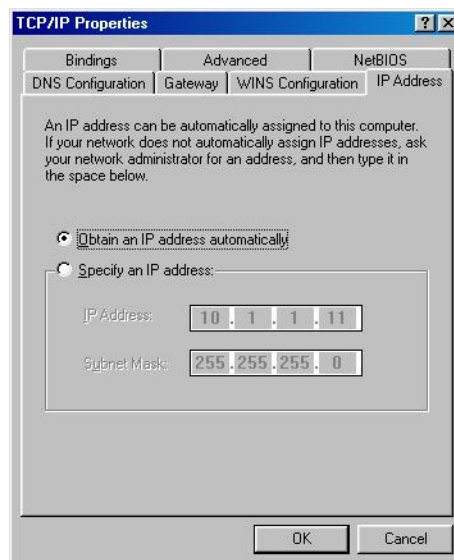 TCP/IP Properties ? ×
Bindings Advanced NetBIOS
DNS Configuration Gateway WINS Configuration IP Address
An IP address can be automatically assigned to this computer.
If your network does not automatically assign IP addresses, ask
your network administrator for an address, and then type it in
the space below.
Obtain an IP address automatically
Specify an IP address:
IP Address: 10 . 1 . 1 . 11
Subnet Mask: 255 . 255 . 255 . 0
OK Cancel